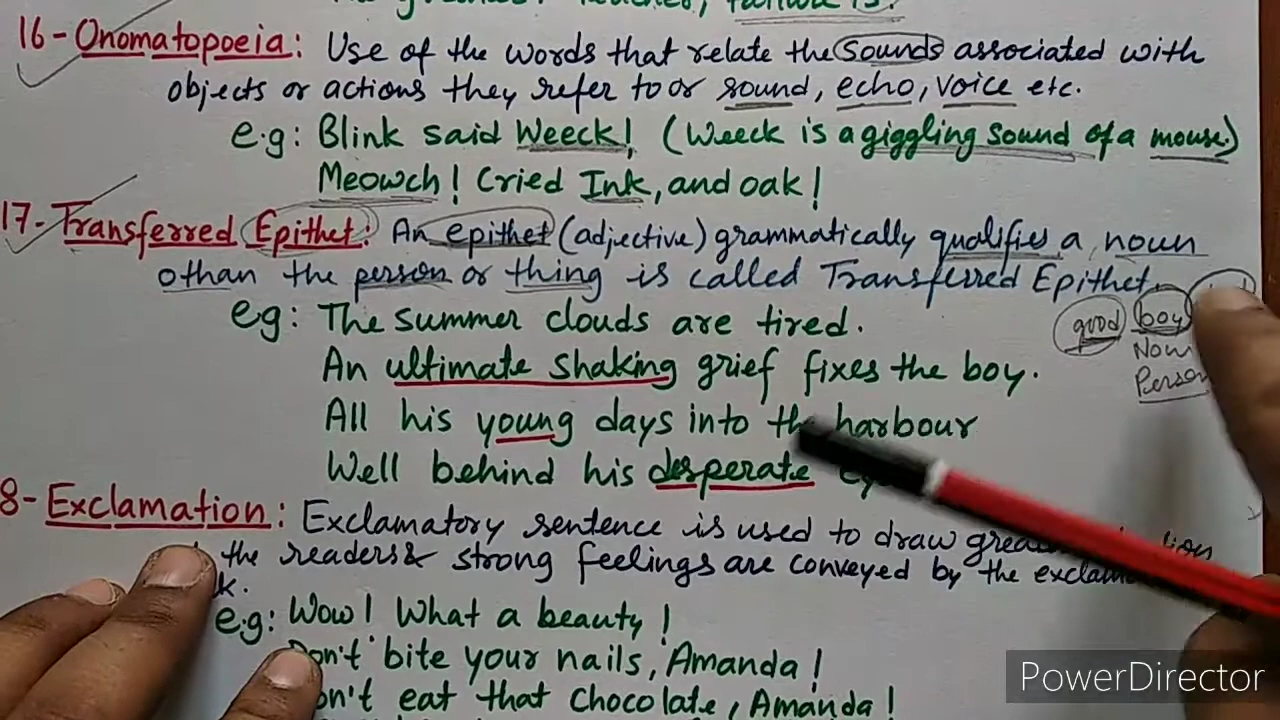 16- Onomatopoeia: Use of the words that relate the sounds associated with
objects or actions they refer to or sound, echo, voice etc.
e.g: Blink said Weeck! (Weeck is a giggling sound of a mouse.)
Meowch! Cried Ink, and oak!
17- Transferred Epithet: An epithet (adjective) grammatically qualifies a noun
othan the person or thing is called Transferred Epithet.
good boy
Noun
Person
eg: The summer clouds are tired.
An ultimate shaking grief fixes the boy.
All his young days into the harbour
Well behind his desperate
8- Exclamation: Exclamatory sentence is used to draw
the readers & strong feelings are conveyed by the
e.g: Wow! What a beauty!
Don't bite your nails, Amanda!
eat that chocolate, Amanda!
PowerDirector